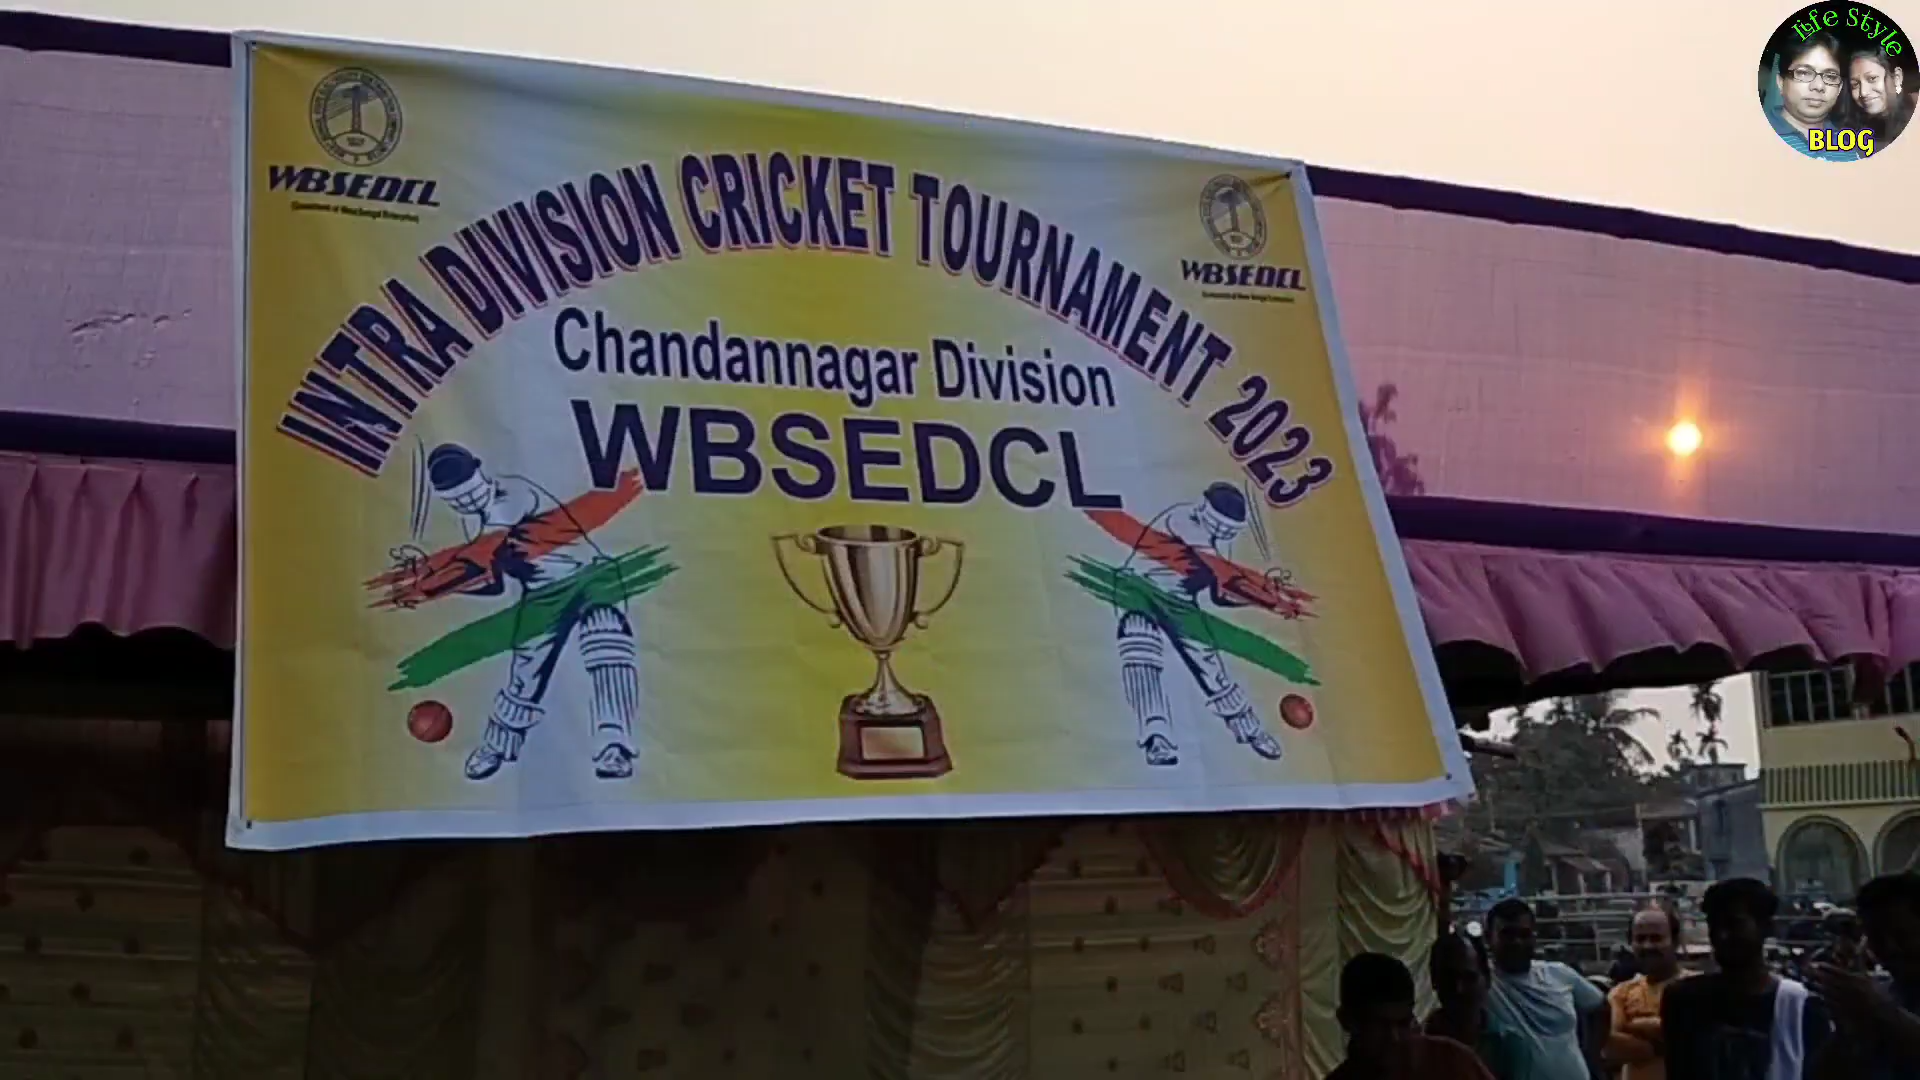 Life Style
BLOG
WBSEDCL
WBSEDCL
INTRA DIVISION CRICKET TOURNAMENT 2023
Chandannagar Division
WBSEDCL